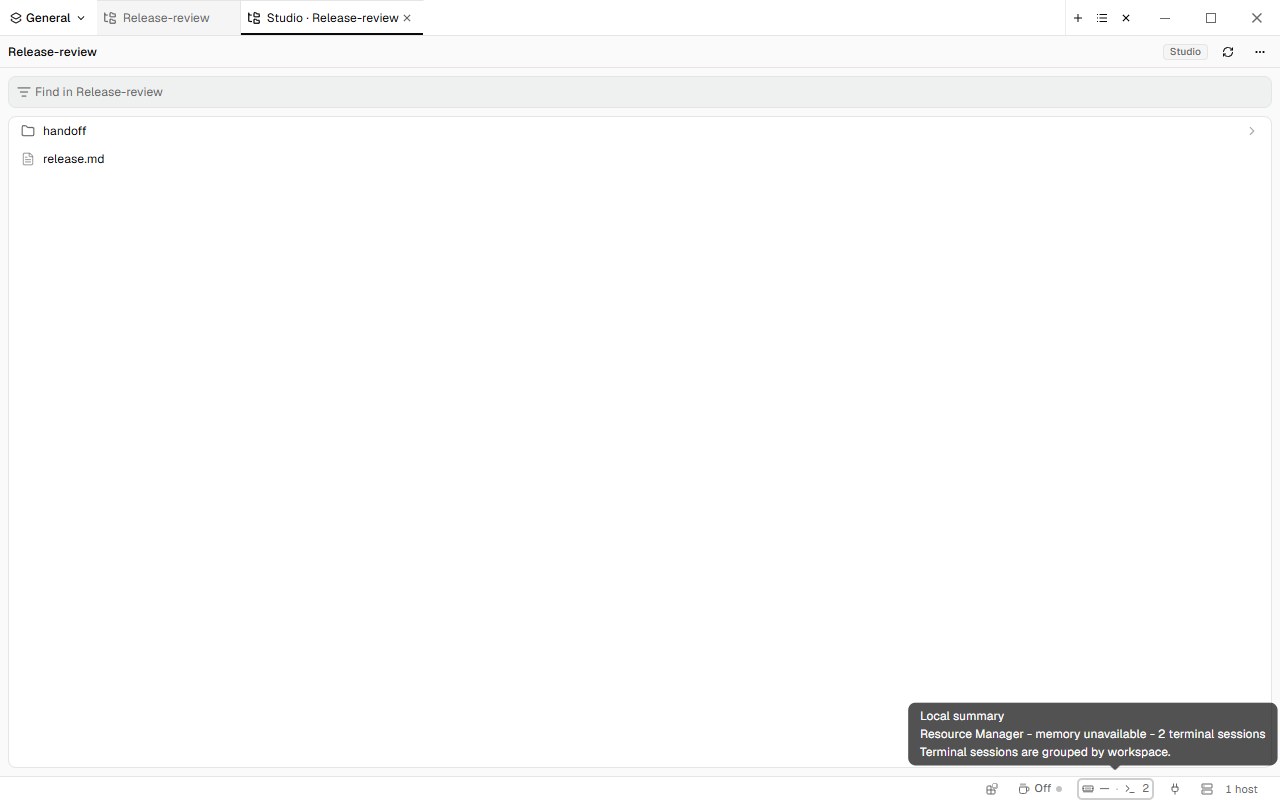 General
Release-review
Studio · Release-review
Release-review
Studio
Find in Release-review
handoff
release.md
Local summary
Resource Manager - memory unavailable - 2 terminal sessions
Terminal sessions are grouped by workspace.
Off
— · 2
1 host